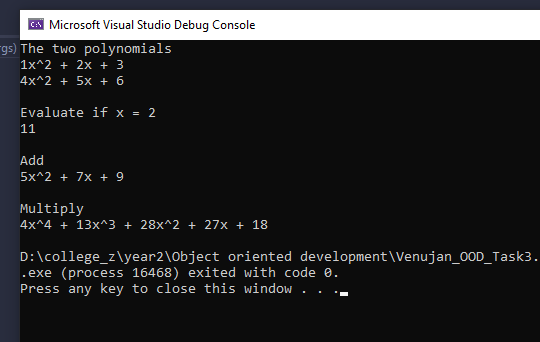 Microsoft Visual Studio Debug Console
rgs)
The two polynomials
1x^2 + 2x + 3
4x^2 + 5x + 6
Evaluate if x = 2
11
Add
5x^2 + 7x + 9
Multiply
4x^4 + 13x^3 + 28x^2 + 27x + 18
D:\college_z\year2\Object oriented development\Venujan_OOD_Task3.
.exe (process 16468) exited with code 0.
Press any key to close this window . . .